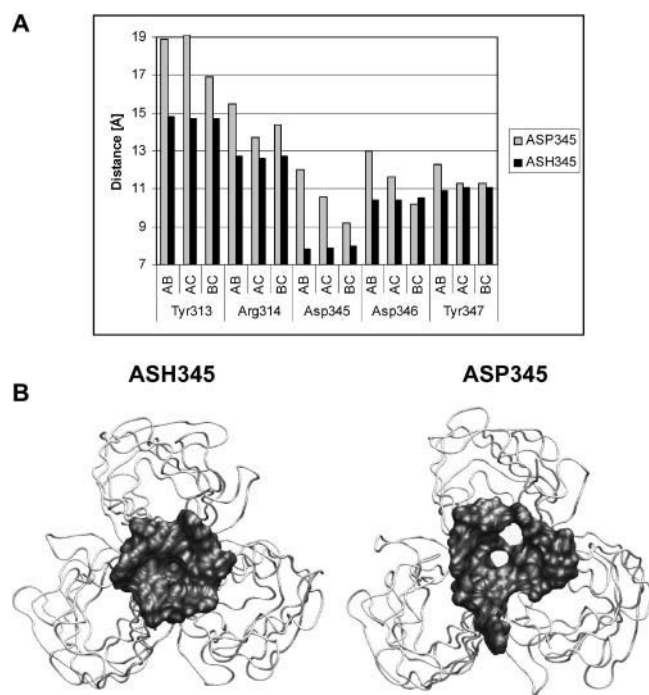 A
19
17
15
13
11
9
7
Distance [Å]
ASP345
ASH345
AB AC BC AB AC BC AB AC BC AB AC BC AB AC BC
Tyr313 Arg314 Asp345 Asp346 Tyr347
ASH345 ASP345
B